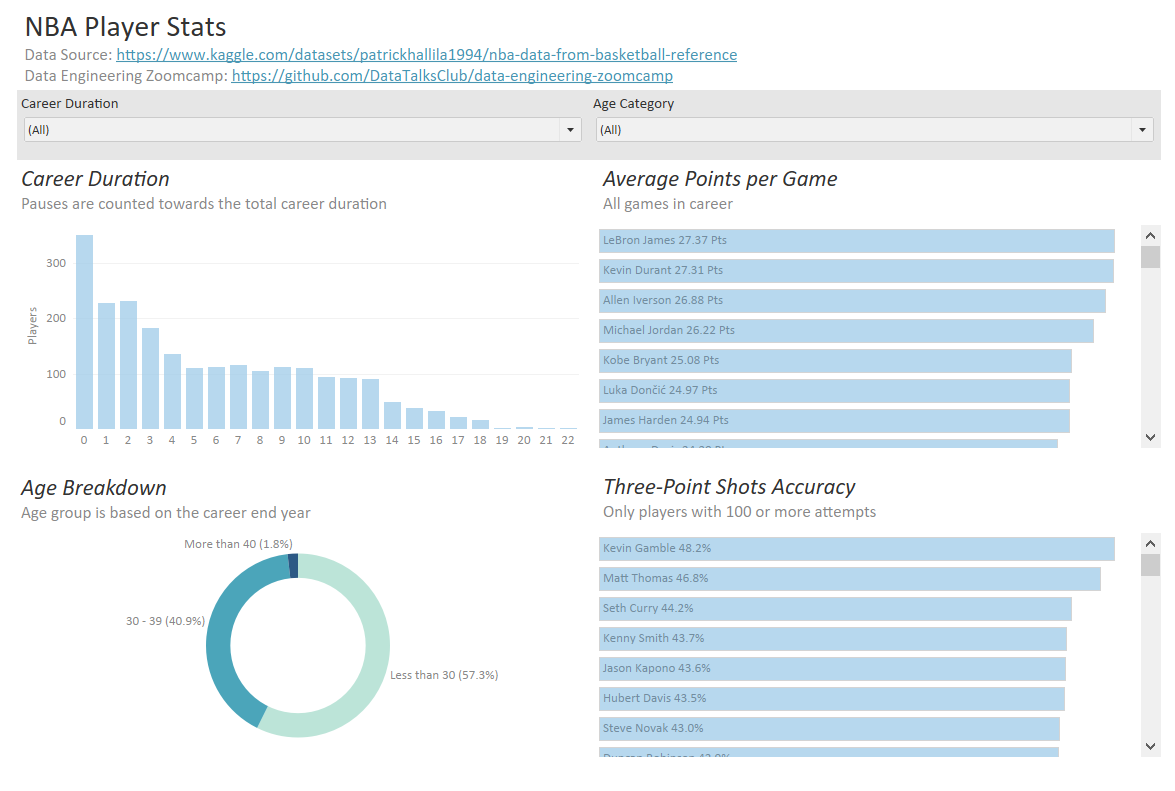 NBA Player Stats
Data Source: https://www.kaggle.com/datasets/patrickhallila1994/nba-data-from-basketball-reference
Data Engineering Zoomcamp: https://github.com/DataTalksClub/data-engineering-zoomcamp
Career Duration
(All)
Age Category
(All)
Career Duration
Pauses are counted towards the total career duration
Players
300
200
100
0
0 1 2 3 4 5 6 7 8 9 10 11 12 13 14 15 16 17 18 19 20 21 22
Average Points per Game
All games in career
LeBron James 27.37 Pts
Kevin Durant 27.31 Pts
Allen Iverson 26.88 Pts
Michael Jordan 26.22 Pts
Kobe Bryant 25.08 Pts
Luka Dončić 24.97 Pts
James Harden 24.94 Pts
Age Breakdown
Age group is based on the career end year
More than 40 (1.8%)
30 - 39 (40.9%)
Less than 30 (57.3%)
Three-Point Shots Accuracy
Only players with 100 or more attempts
Kevin Gamble 48.2%
Matt Thomas 46.8%
Seth Curry 44.2%
Kenny Smith 43.7%
Jason Kapono 43.6%
Hubert Davis 43.5%
Steve Novak 43.0%